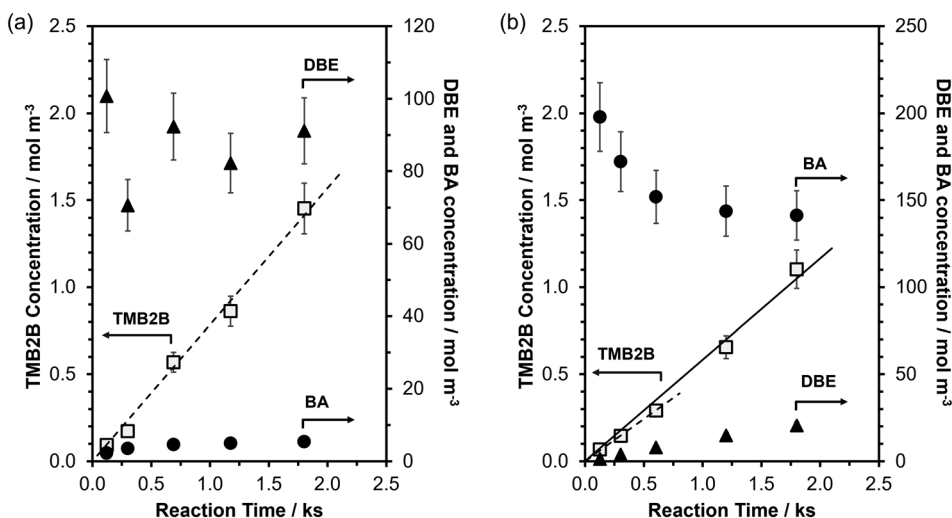 (a)
TMB2B Concentration / mol m⁻³
2.5
2.0
1.5
1.0
0.5
0.0
DBE
TMB2B
BA
120
100
80
60
40
20
0
DBE and BA concentration / mol m⁻³
0.0 0.5 1.0 1.5 2.0 2.5
Reaction Time / ks
(b)
TMB2B Concentration / mol m⁻³
2.5
2.0
1.5
1.0
0.5
0.0
BA
TMB2B
DBE
250
200
150
100
50
0
DBE and BA concentration / mol m⁻³
0.0 0.5 1.0 1.5 2.0 2.5
Reaction Time / ks